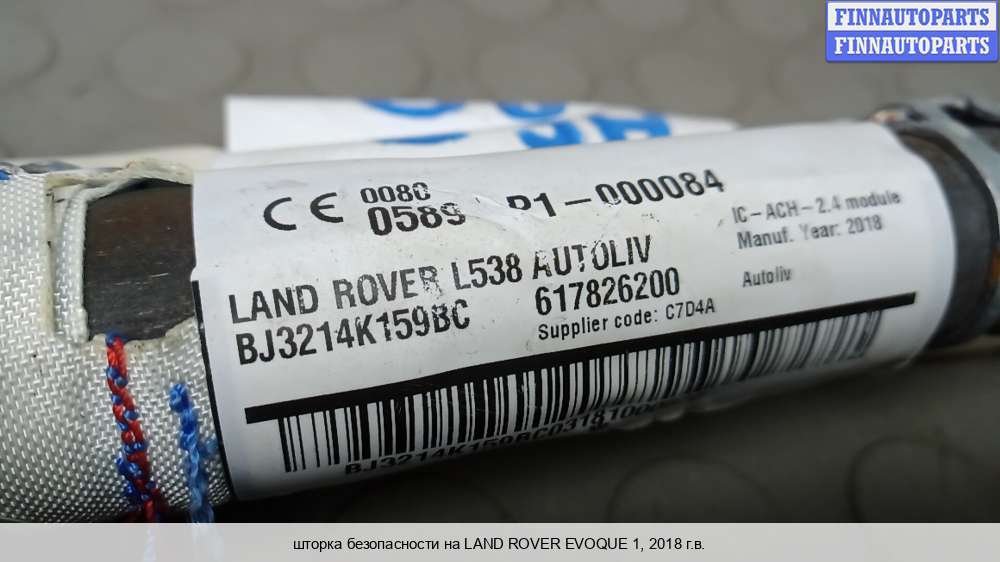 FINNAUTOPARTS
FINNAUTOPARTS
CE 0080
0589 P1-000084
IC-ACH-2.4 module
Manuf. Year: 2018
LAND ROVER L538 AUTOLIV
BJ3214K159BC 617826200 Autoliv
Supplier code: C7D4A
шторка безопасности на LAND ROVER EVOQUE 1, 2018 г.в.